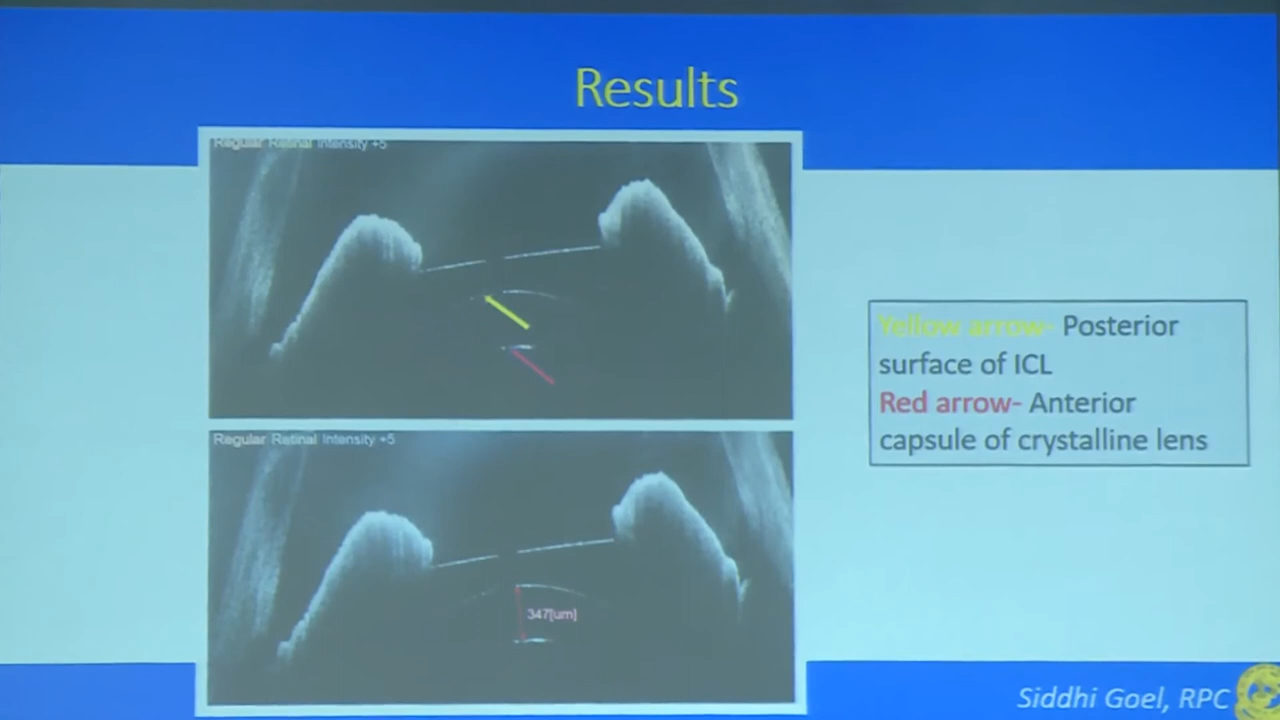 Results
Regular Retinal Intensity +5
Yellow arrow- Posterior
surface of ICL
Red arrow- Anterior
capsule of crystalline lens
Regular Retinal Intensity +5
347[um]
Siddhi Goel, RPC